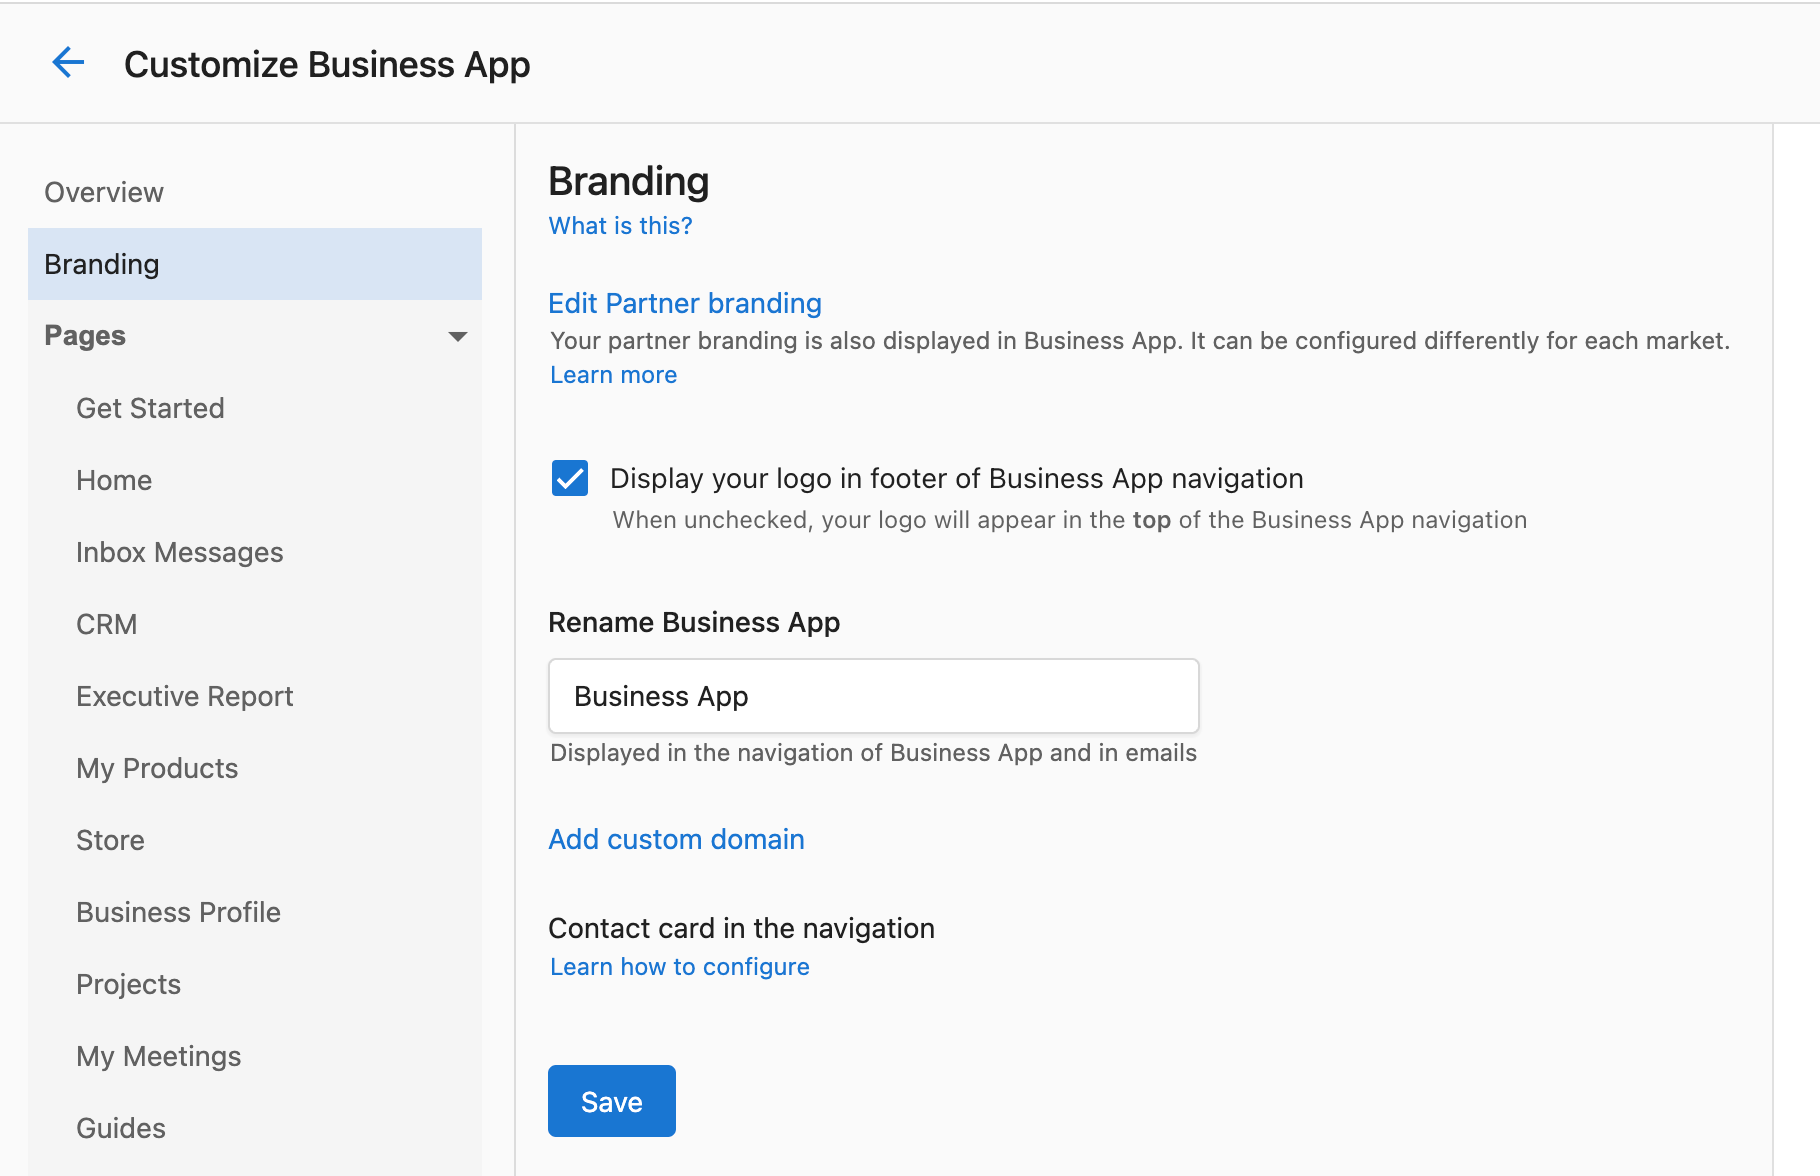 Customize Business App
Overview
Branding
Pages
Get Started
Home
Inbox Messages
CRM
Executive Report
My Products
Store
Business Profile
Projects
My Meetings
Guides
Branding
What is this?
Edit Partner branding
Your partner branding is also displayed in Business App. It can be configured differently for each market.
Learn more
Display your logo in footer of Business App navigation
When unchecked, your logo will appear in the top of the Business App navigation
Rename Business App
Business App
Displayed in the navigation of Business App and in emails
Add custom domain
Contact card in the navigation
Learn how to configure
Save